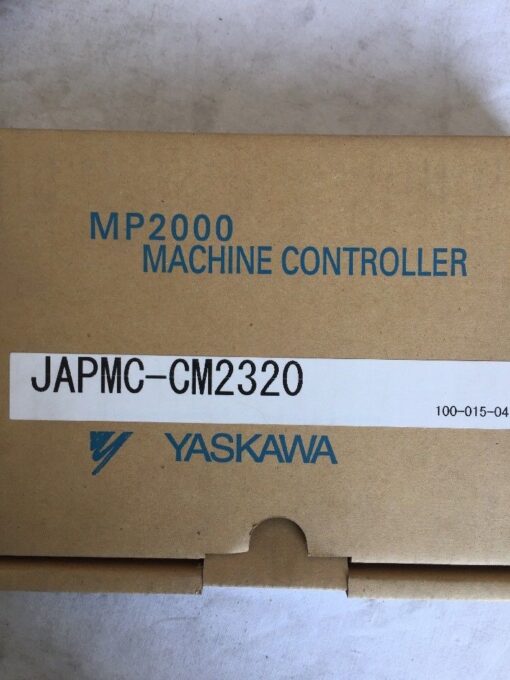 MP2000
MACHINE CONTROLLER
JAPMC-CM2320
100-015-04
YASKAWA